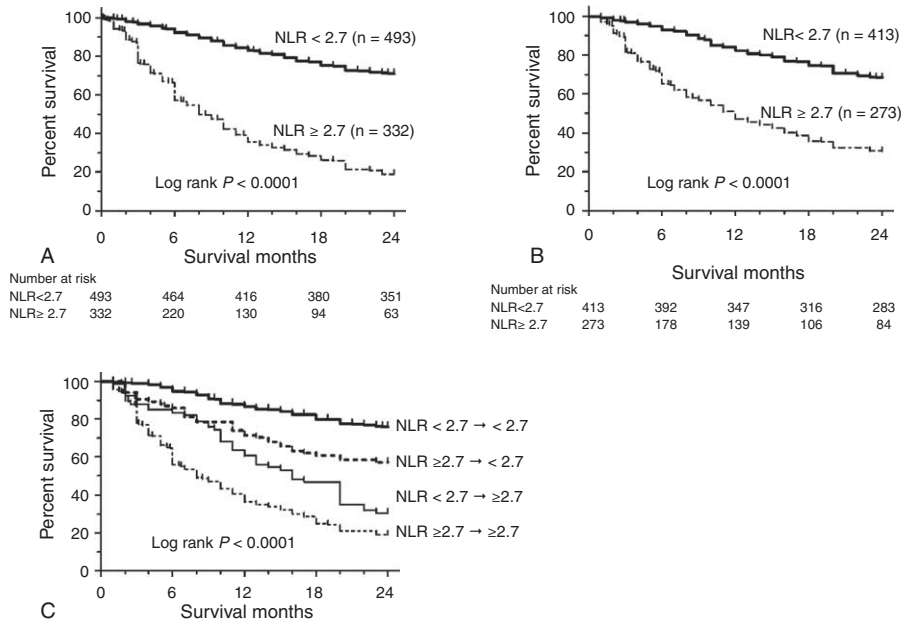 100
80
60
40
20
0
Percent survival
NLR < 2.7 (n = 493)
NLR ≥ 2.7 (n = 332)
Log rank P < 0.0001
0 6 12 18 24
A
Survival months
Number at risk
NLR<2.7 493 464 416 380 351
NLR≥ 2.7 332 220 130 94 63
100
80
60
40
20
0
Percent survival
NLR< 2.7 (n = 413)
NLR ≥ 2.7 (n = 273)
Log rank P < 0.0001
0 6 12 18 24
B
Survival months
Number at risk
NLR<2.7 413 392 347 316 283
NLR≥ 2.7 273 178 139 106 84
100
80
60
40
20
0
Percent survival
NLR < 2.7 → < 2.7
NLR ≥2.7 → < 2.7
NLR < 2.7 → ≥2.7
NLR ≥2.7 → ≥2.7
Log rank P < 0.0001
0 6 12 18 24
C
Survival months